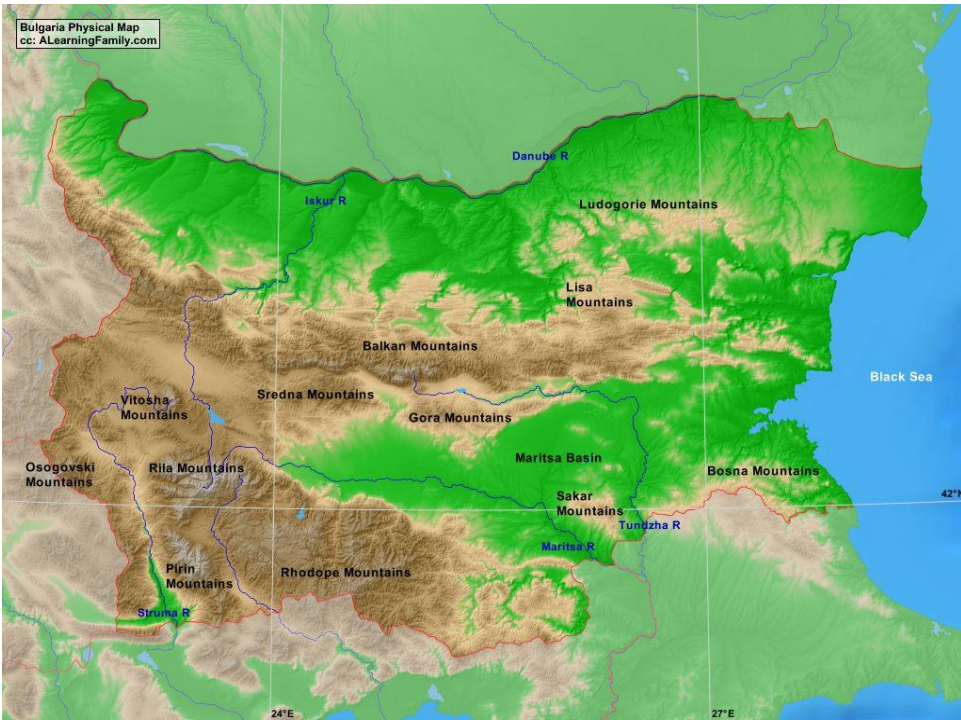 Bulgaria Physical Map
cc: ALearningFamily.com
Danube R
Iskur R
Ludogorie Mountains
Lisa
Mountains
Balkan Mountains
Black Sea
Sredna Mountains
Vitosha
Mountains
Gora Mountains
Maritsa Basin
Osogovski
Mountains
Rila Mountains
Bosna Mountains
42°N
Sakar
Mountains
Tundzha R
Maritsa R
Pirin
Mountains
Rhodope Mountains
Struma R
24°E
27°E